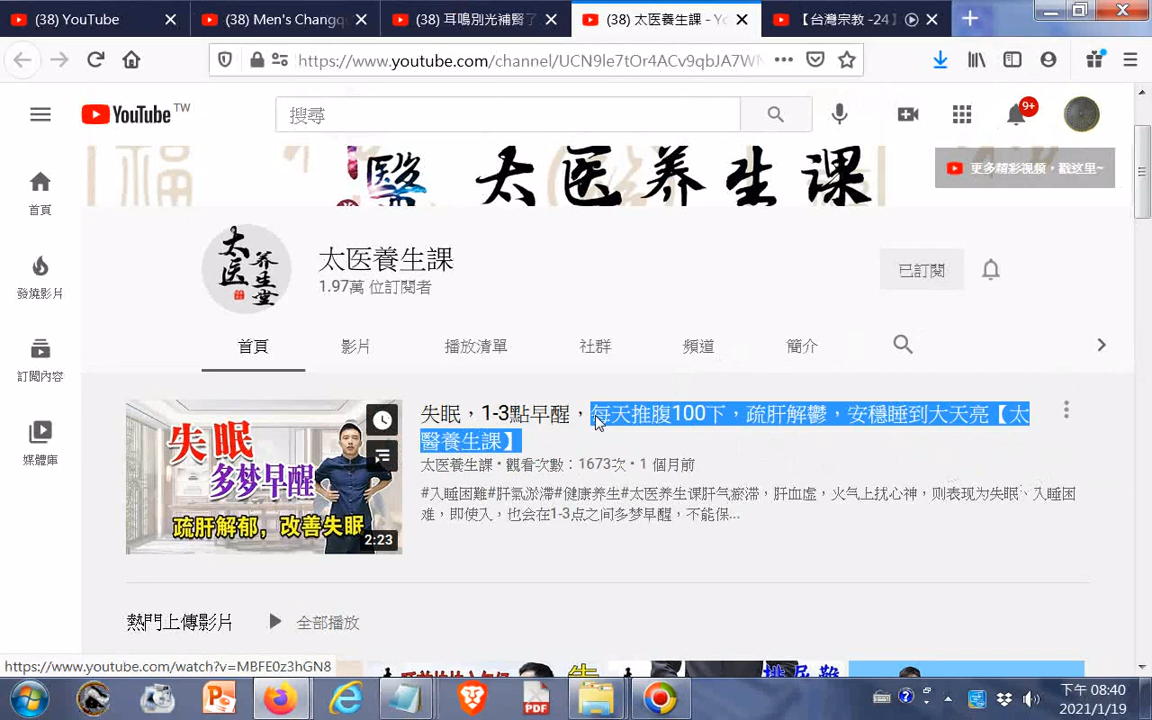 (38) YouTube
(38) Men's Changq
(38) 耳鳴別光補腎了
(38) 太医養生課 - Yo
【台灣宗教 -24】
https://www.youtube.com/channel/UCN9le7tOr4ACv9qbJA7WN
YouTube TW
搜尋
9+
醫 太医养生课
更多精彩视频，戳这里~
首頁
發燒影片
訂閱內容
媒體庫
太医养生堂
太医養生課
1.97萬 位訂閱者
已訂閱
首頁 影片 播放清單 社群 頻道 簡介
失眠
多梦早醒
疏肝解郁，改善失眠
2:23
失眠，1-3點早醒，每天推腹100下，疏肝解鬱，安穩睡到大天亮【太
醫養生課】
太医養生課 • 觀看次數：1673次 • 1 個月前
#入睡困難#肝氣淤滯#健康养生#太医养生课肝气瘀滞，肝血虚，火气上扰心神，则表现为失眠、入睡困
难，即使入，也会在1-3点之间多梦早醒，不能保...
熱門上傳影片
全部播放
https://www.youtube.com/watch?v=MBFE0z3hGN8
PDF
下午 08:40
2021/1/19